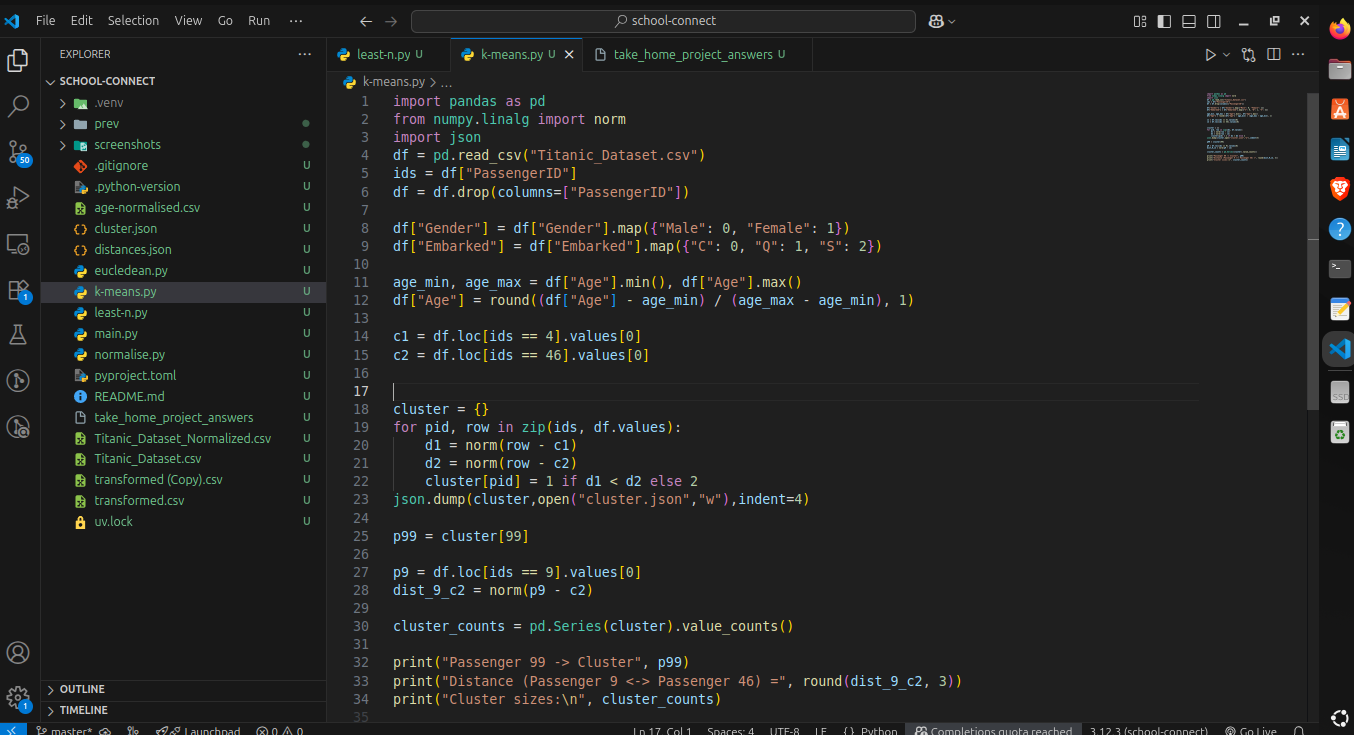 File Edit Selection View Go Run ···
school-connect
EXPLORER ···
SCHOOL-CONNECT
.venv
prev
screenshots
.gitignore U
.python-version U
age-normalised.csv U
cluster.json U
distances.json U
eucledean.py U
k-means.py U
least-n.py U
main.py U
normalise.py U
pyproject.toml U
README.md U
take_home_project_answers U
Titanic_Dataset_Normalized.csv U
Titanic_Dataset.csv U
transformed (Copy).csv U
transformed.csv U
uv.lock U
OUTLINE
TIMELINE
50
1
1
least-n.py U
k-means.py U
take_home_project_answers U
k-means.py > ...
1 import pandas as pd
2 from numpy.linalg import norm
3 import json
4 df = pd.read_csv("Titanic_Dataset.csv")
5 ids = df["PassengerID"]
6 df = df.drop(columns=["PassengerID"])
7
8 df["Gender"] = df["Gender"].map({"Male": 0, "Female": 1})
9 df["Embarked"] = df["Embarked"].map({"C": 0, "Q": 1, "S": 2})
10
11 age_min, age_max = df["Age"].min(), df["Age"].max()
12 df["Age"] = round((df["Age"] - age_min) / (age_max - age_min), 1)
13
14 c1 = df.loc[ids == 4].values[0]
15 c2 = df.loc[ids == 46].values[0]
16
17
18 cluster = {}
19 for pid, row in zip(ids, df.values):
20     d1 = norm(row - c1)
21     d2 = norm(row - c2)
22     cluster[pid] = 1 if d1 < d2 else 2
23 json.dump(cluster,open("cluster.json","w"),indent=4)
24
25 p99 = cluster[99]
26
27 p9 = df.loc[ids == 9].values[0]
28 dist_9_c2 = norm(p9 - c2)
29
30 cluster_counts = pd.Series(cluster).value_counts()
31
32 print("Passenger 99 -> Cluster", p99)
33 print("Distance (Passenger 9 <-> Passenger 46) =", round(dist_9_c2, 3))
34 print("Cluster sizes:\n", cluster_counts)
35
master* Launchpad 0 0 Ln 17, Col 1 Spaces: 4 UTF-8 LF {} Python Completions quota reached 3.12.3 (school-connect) Go Live
SSD